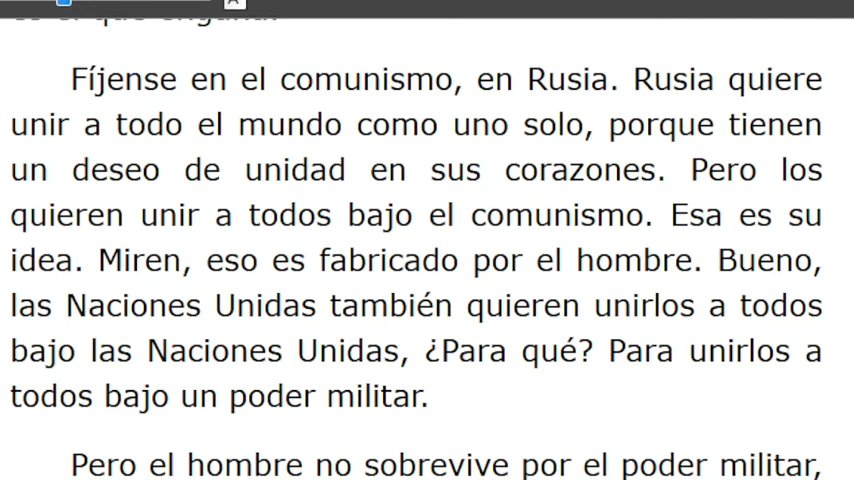 Fíjense en el comunismo, en Rusia. Rusia quiere
unir a todo el mundo como uno solo, porque tienen
un deseo de unidad en sus corazones. Pero los
quieren unir a todos bajo el comunismo. Esa es su
idea. Miren, eso es fabricado por el hombre. Bueno,
las Naciones Unidas también quieren unirlos a todos
bajo las Naciones Unidas, ¿Para qué? Para unirlos a
todos bajo un poder militar.
Pero el hombre no sobrevive por el poder militar,